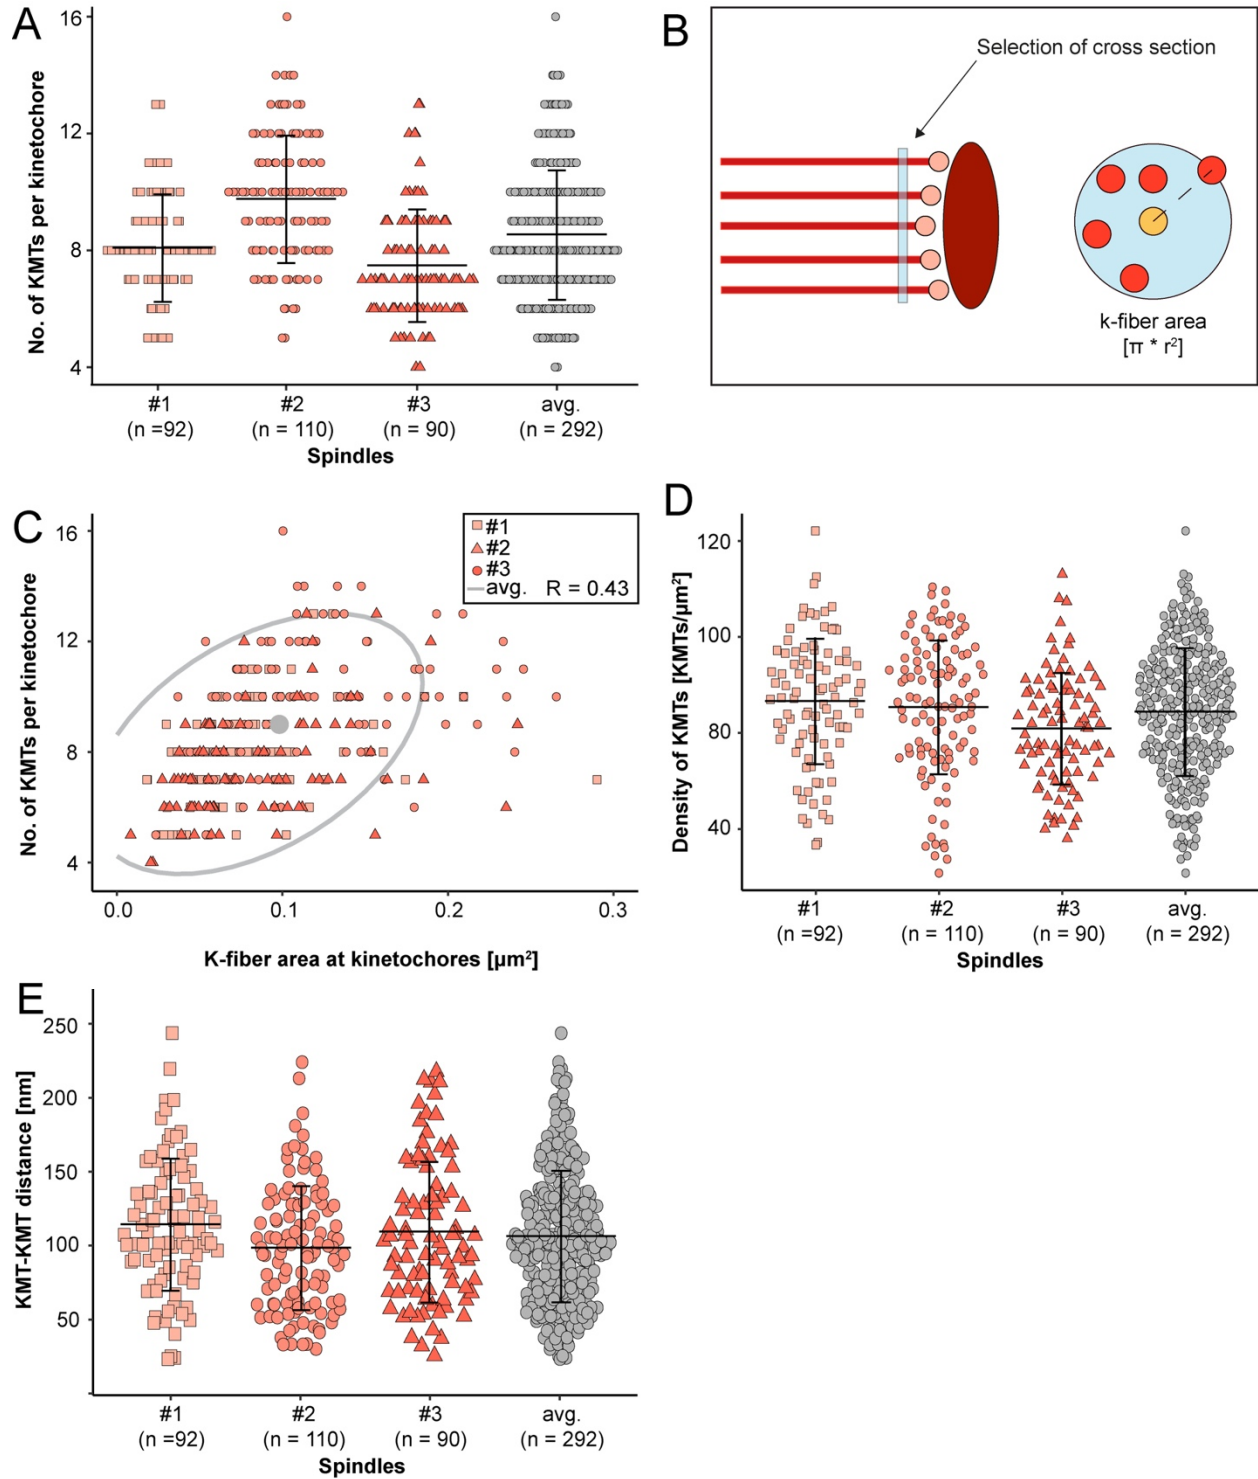 A
No. of KMTs per kinetochore
16
12
8
4
#1
(n =92)
#2
(n = 110)
#3
(n = 90)
avg.
(n = 292)
Spindles
B
Selection of cross section
k-fiber area
[π * r²]
C
No. of KMTs per kinetochore
16
12
8
4
#1
#2
#3
avg. R = 0.43
0.0 0.1 0.2 0.3
K-fiber area at kinetochores [µm²]
D
Density of KMTs [KMTs/µm²]
120
100
80
40
#1
(n =92)
#2
(n = 110)
#3
(n = 90)
avg.
(n = 292)
Spindles
E
KMT-KMT distance [nm]
250
200
150
100
50
#1
(n =92)
#2
(n = 110)
#3
(n = 90)
avg.
(n = 292)
Spindles